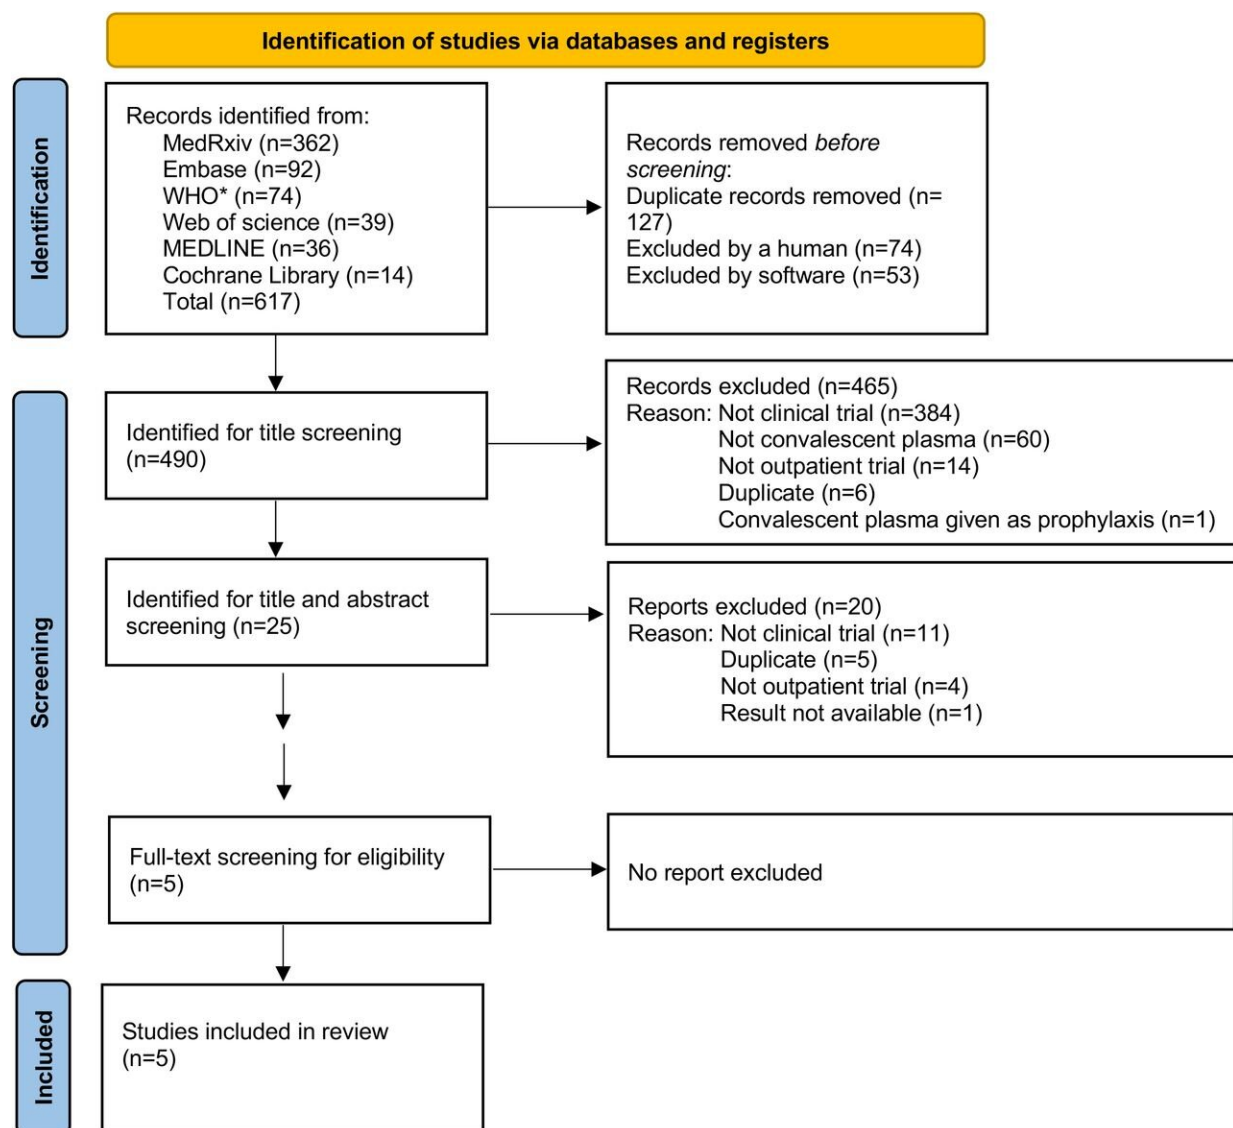 Identification of studies via databases and registers
Identification
Records identified from:
MedRxiv (n=362)
Embase (n=92)
WHO* (n=74)
Web of science (n=39)
MEDLINE (n=36)
Cochrane Library (n=14)
Total (n=617)
Records removed before
screening:
Duplicate records removed (n=
127)
Excluded by a human (n=74)
Excluded by software (n=53)
Screening
Identified for title screening
(n=490)
Records excluded (n=465)
Reason: Not clinical trial (n=384)
Not convalescent plasma (n=60)
Not outpatient trial (n=14)
Duplicate (n=6)
Convalescent plasma given as prophylaxis (n=1)
Identified for title and abstract
screening (n=25)
Reports excluded (n=20)
Reason: Not clinical trial (n=11)
Duplicate (n=5)
Not outpatient trial (n=4)
Result not available (n=1)
Full-text screening for eligibility
(n=5)
No report excluded
Included
Studies included in review
(n=5)